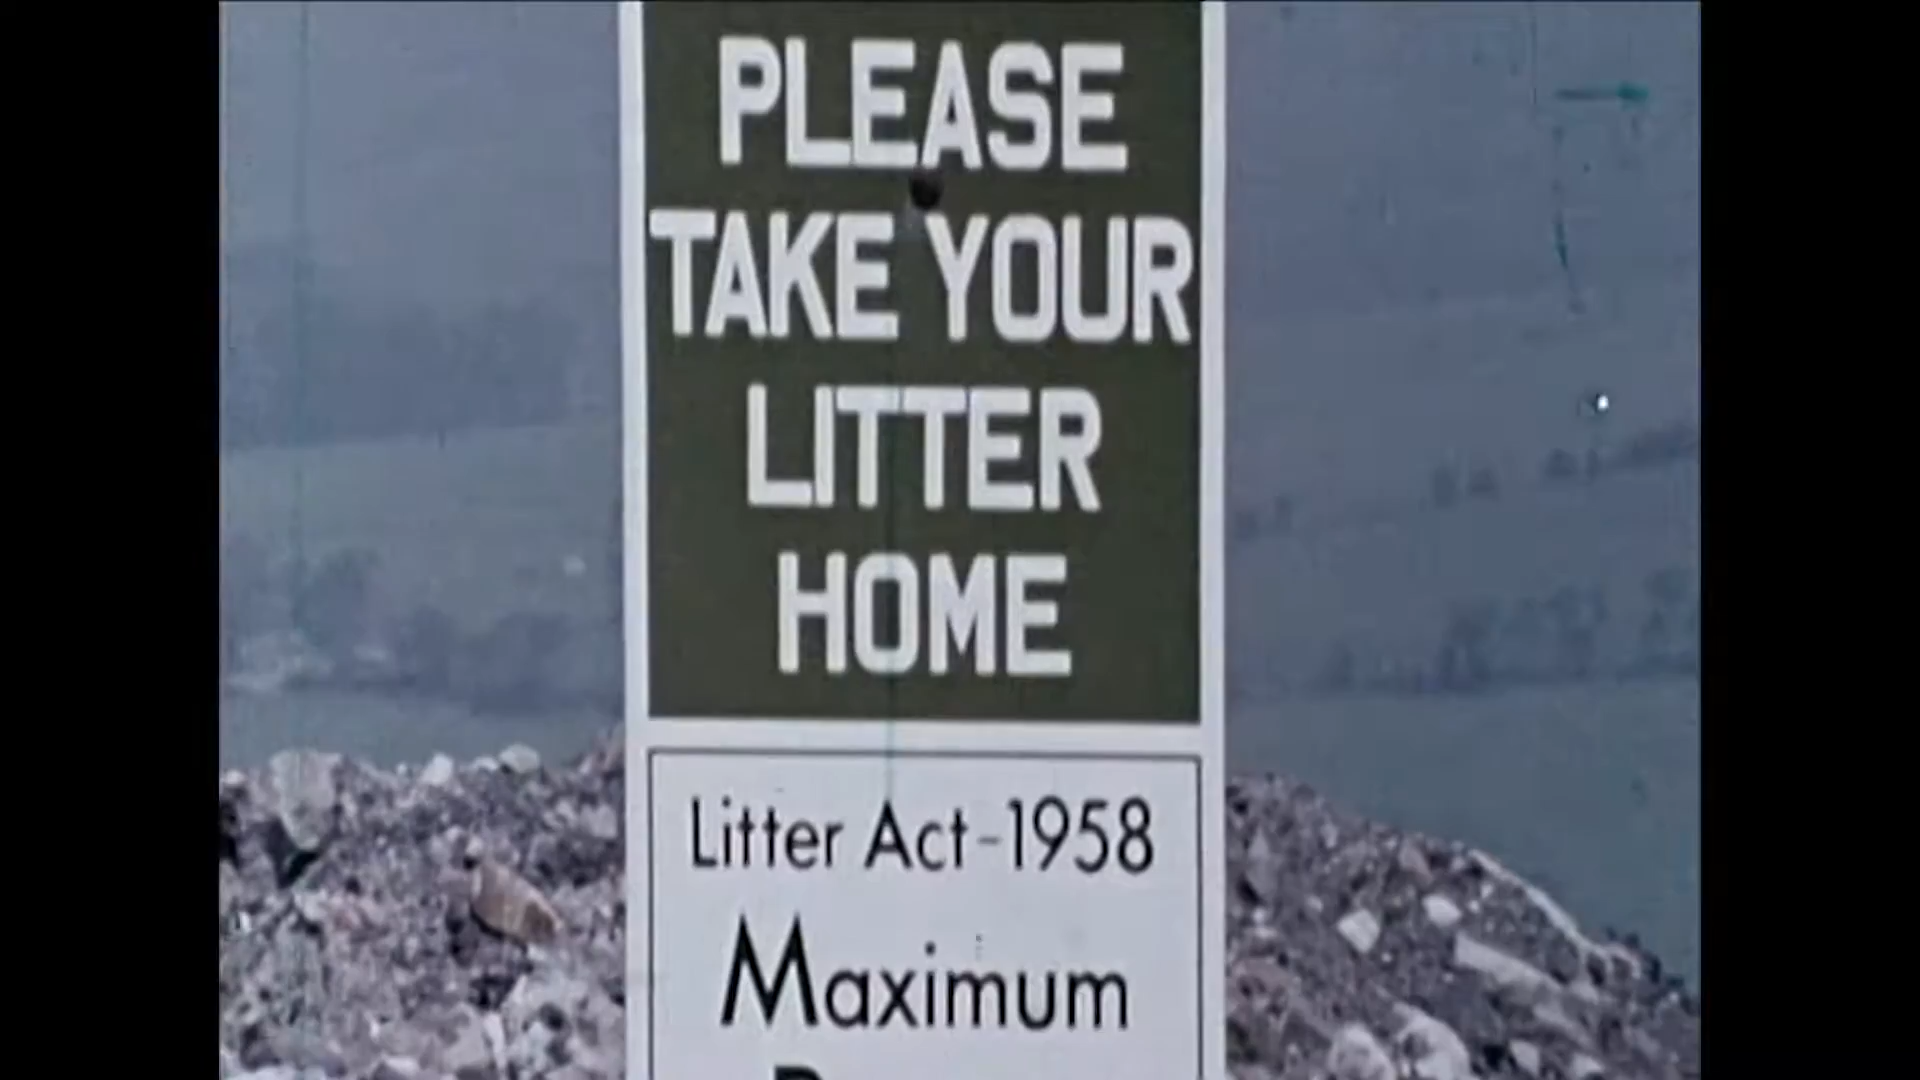 PLEASE
TAKE YOUR
LITTER
HOME
Litter Act-1958
Maximum